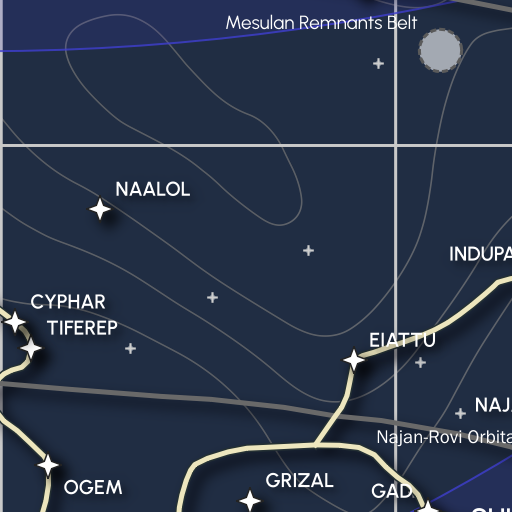 Mesulan Remnants Belt
NAALOL
INDUPA
CYPHAR
TIFEREP
EIATTU
NAJ
Najan-Rovi Orbita
GRIZAL
OGEM
GAD